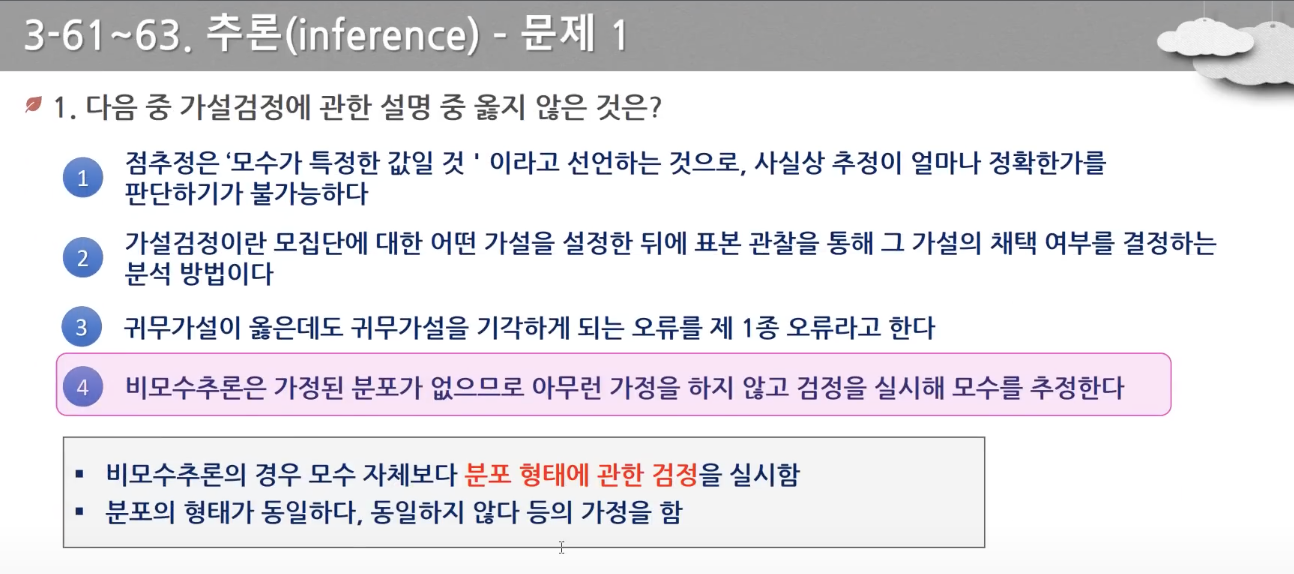 3-61~63. 추론(inference) - 문제 1
1. 다음 중 가설검정에 관한 설명 중 옳지 않은 것은?
1 점추정은 ‘모수가 특정한 값일 것 ' 이라고 선언하는 것으로, 사실상 추정이 얼마나 정확한가를
판단하기가 불가능하다
2 가설검정이란 모집단에 대한 어떤 가설을 설정한 뒤에 표본 관찰을 통해 그 가설의 채택 여부를 결정하는
분석 방법이다
3 귀무가설이 옳은데도 귀무가설을 기각하게 되는 오류를 제 1종 오류라고 한다
4 비모수추론은 가정된 분포가 없으므로 아무런 가정을 하지 않고 검정을 실시해 모수를 추정한다
▪ 비모수추론의 경우 모수 자체보다 분포 형태에 관한 검정을 실시함
▪ 분포의 형태가 동일하다, 동일하지 않다 등의 가정을 함